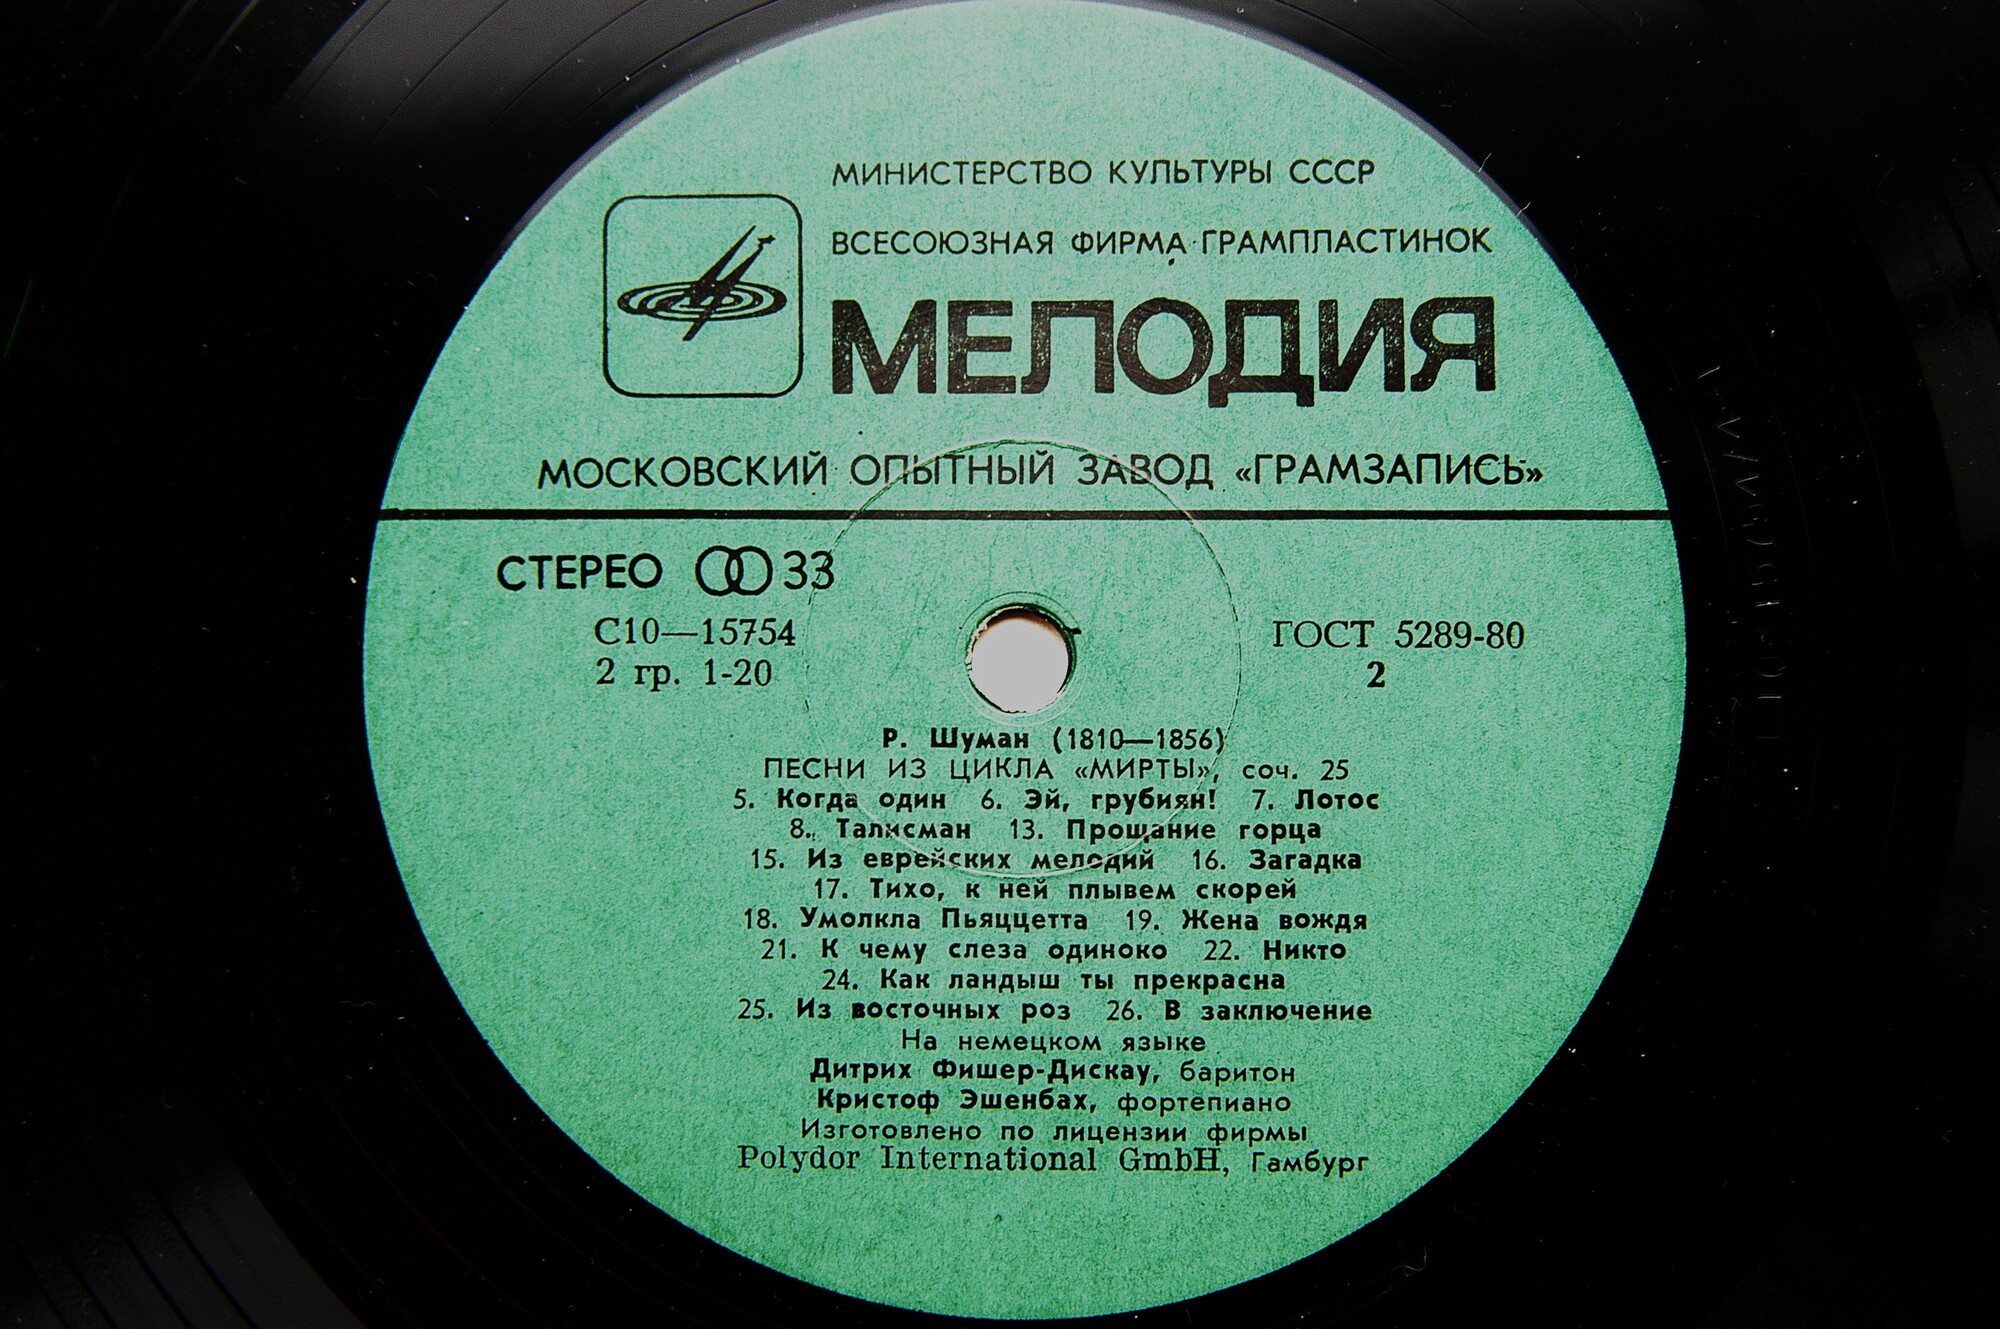 МИНИСТЕРСТВО КУЛЬТУРЫ СССР
ВСЕСОЮЗНАЯ ФИРМА ГРАМПЛАСТИНОК
МЕЛОДИЯ
МОСКОВСКИЙ ОПЫТНЫЙ ЗАВОД «ГРАМЗАПИСЬ»
СТЕРЕО 33
С10—15754
2 гр. 1-20
ГОСТ 5289-80
2
Р. Шуман (1810—1856)
ПЕСНИ ИЗ ЦИКЛА «МИРТЫ», соч. 25
5. Когда один 6. Эй, грубиян! 7. Лотос
8. Талисман 13. Прощание горца
15. Из еврейских мелодий 16. Загадка
17. Тихо, к ней плывем скорей
18. Умолкла Пьяццетта 19. Жена вождя
21. К чему слеза одиноко 22. Никто
24. Как ландыш ты прекрасна
25. Из восточных роз 26. В заключение
На немецком языке
Дитрих Фишер-Дискау, баритон
Кристоф Эшенбах, фортепиано
Изготовлено по лицензии фирмы
Polydor International GmbH, Гамбург